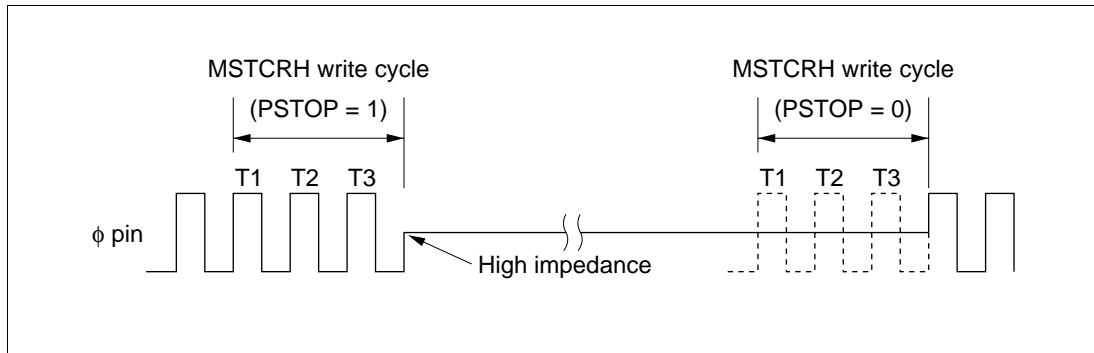 MSTCRH write cycle
(PSTOP = 1)
MSTCRH write cycle
(PSTOP = 0)
T1 T2 T3
T1 T2 T3
ϕ pin
High impedance